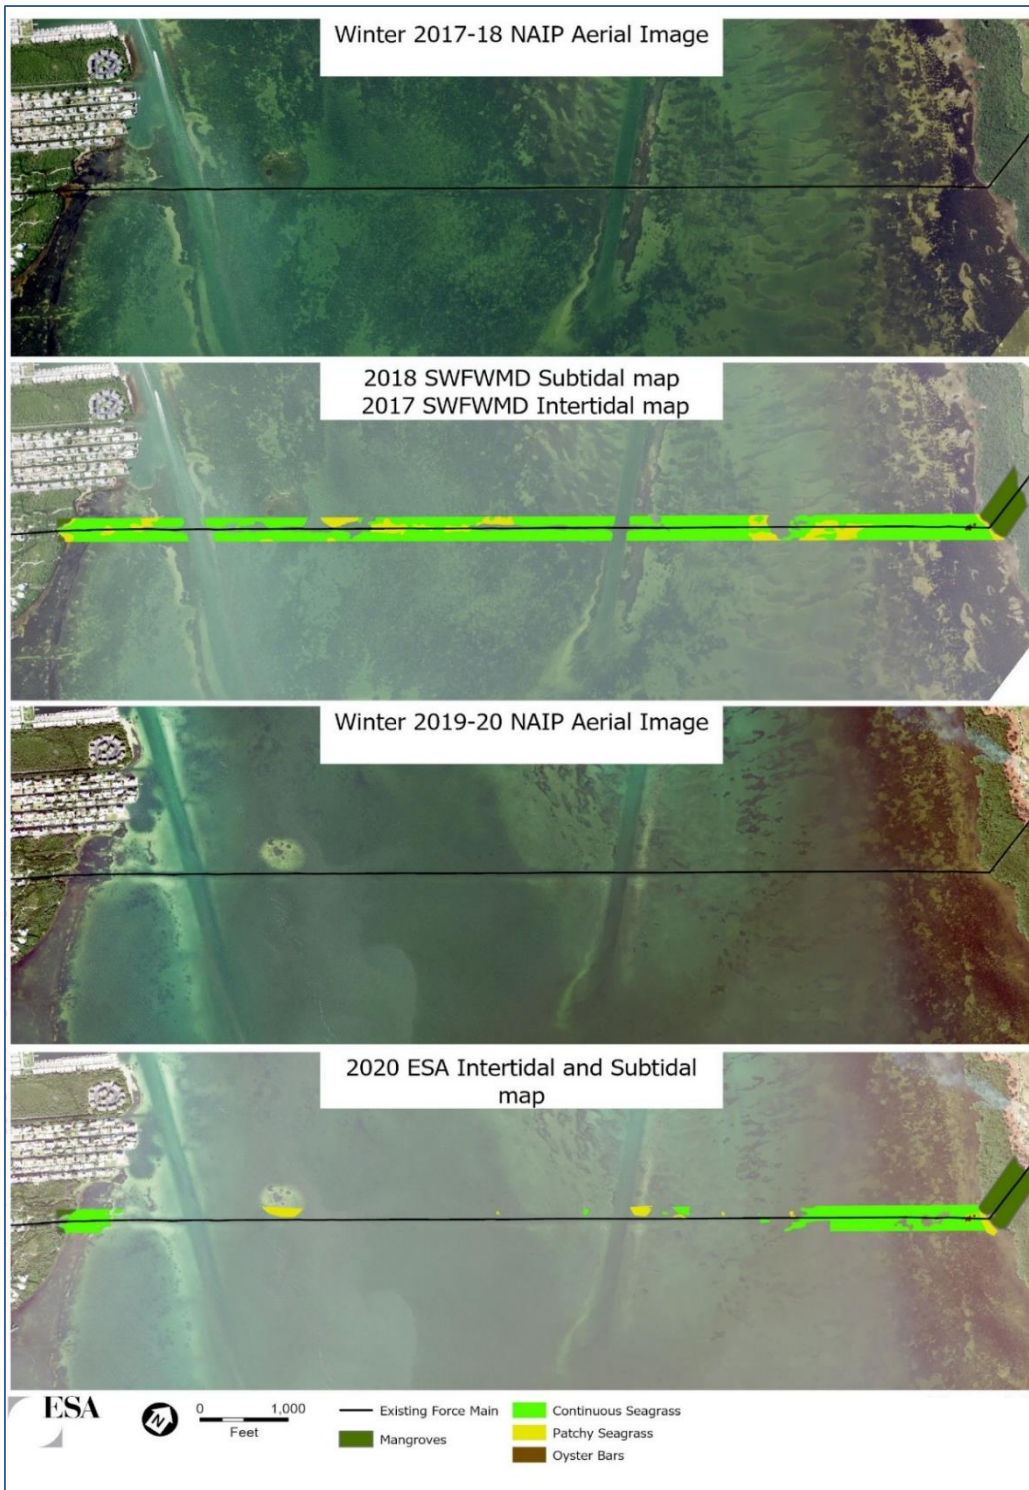 Winter 2017-18 NAIP Aerial Image
2018 SWFWMD Subtidal map
2017 SWFWMD Intertidal map
Winter 2019-20 NAIP Aerial Image
2020 ESA Intertidal and Subtidal
map
ESA
N
0 1,000
Feet
Existing Force Main
Mangroves
Continuous Seagrass
Patchy Seagrass
Oyster Bars